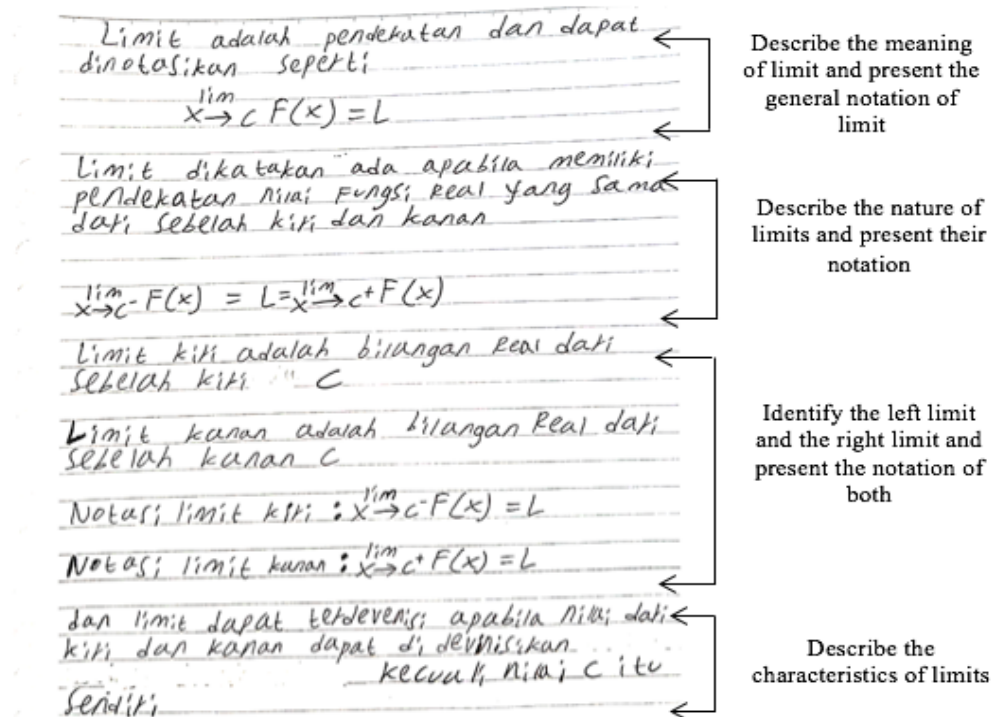 Limit adalah pendekatan dan dapat
dinotasikan seperti
lim
x→c F(x) = L
Describe the meaning
of limit and present the
general notation of
limit
Limit dikatakan ada apabila memiliki
pendekatan nilai Fungsi Real yang sama
dari sebelah kiri dan kanan
lim x→c⁻ F(x) = L = lim x→c⁺ F(x)
Describe the nature of
limits and present their
notation
Limit kiri adalah bilangan Real dari
sebelah kiri C
Limit kanan adalah bilangan Real dari
sebelah kanan C
Notasi limit kiri : lim x→c⁻ F(x) = L
Notasi limit kanan : lim x→c⁺ F(x) = L
Identify the left limit
and the right limit and
present the notation of
both
dan limit dapat terdevenisi apabila nilai dari
kiri dan kanan dapat di devinisikan
kecuali nilai c itu
sendiri
Describe the
characteristics of limits